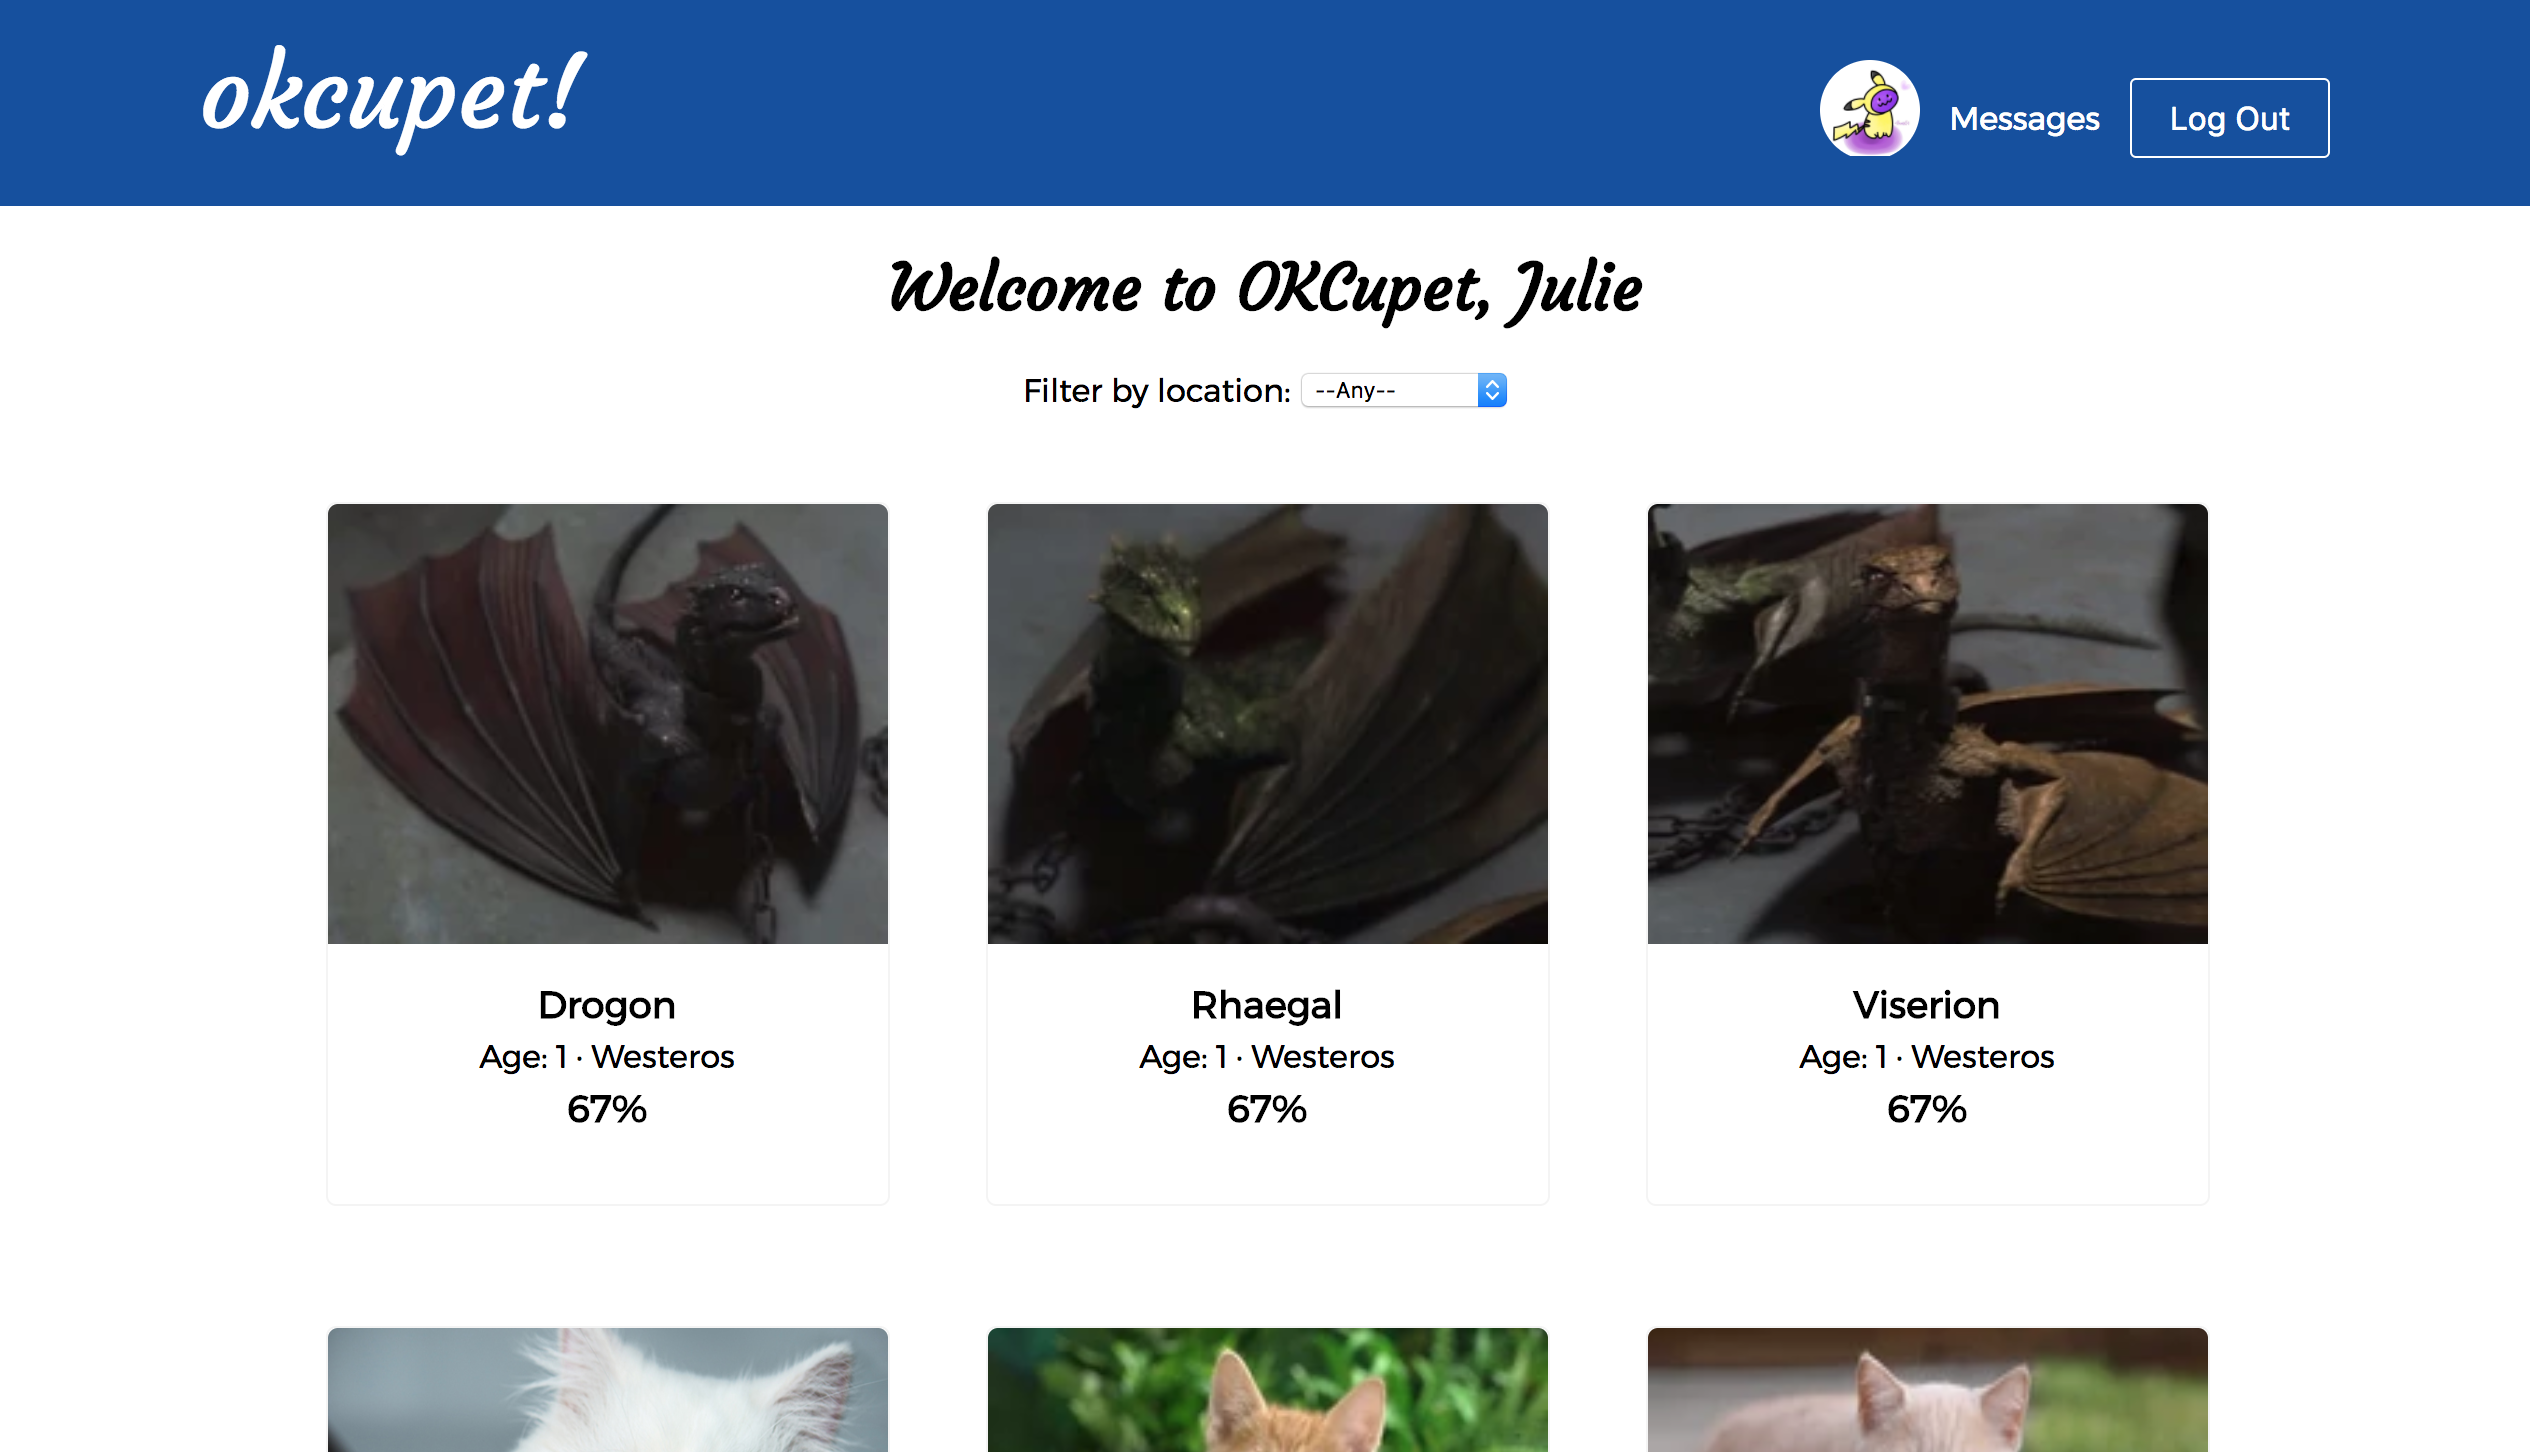 okcupet!
Messages
Log Out
Welcome to OKCupet, Julie
Filter by location: --Any--
Drogon
Age: 1 · Westeros
67%
Rhaegal
Age: 1 · Westeros
67%
Viserion
Age: 1 · Westeros
67%